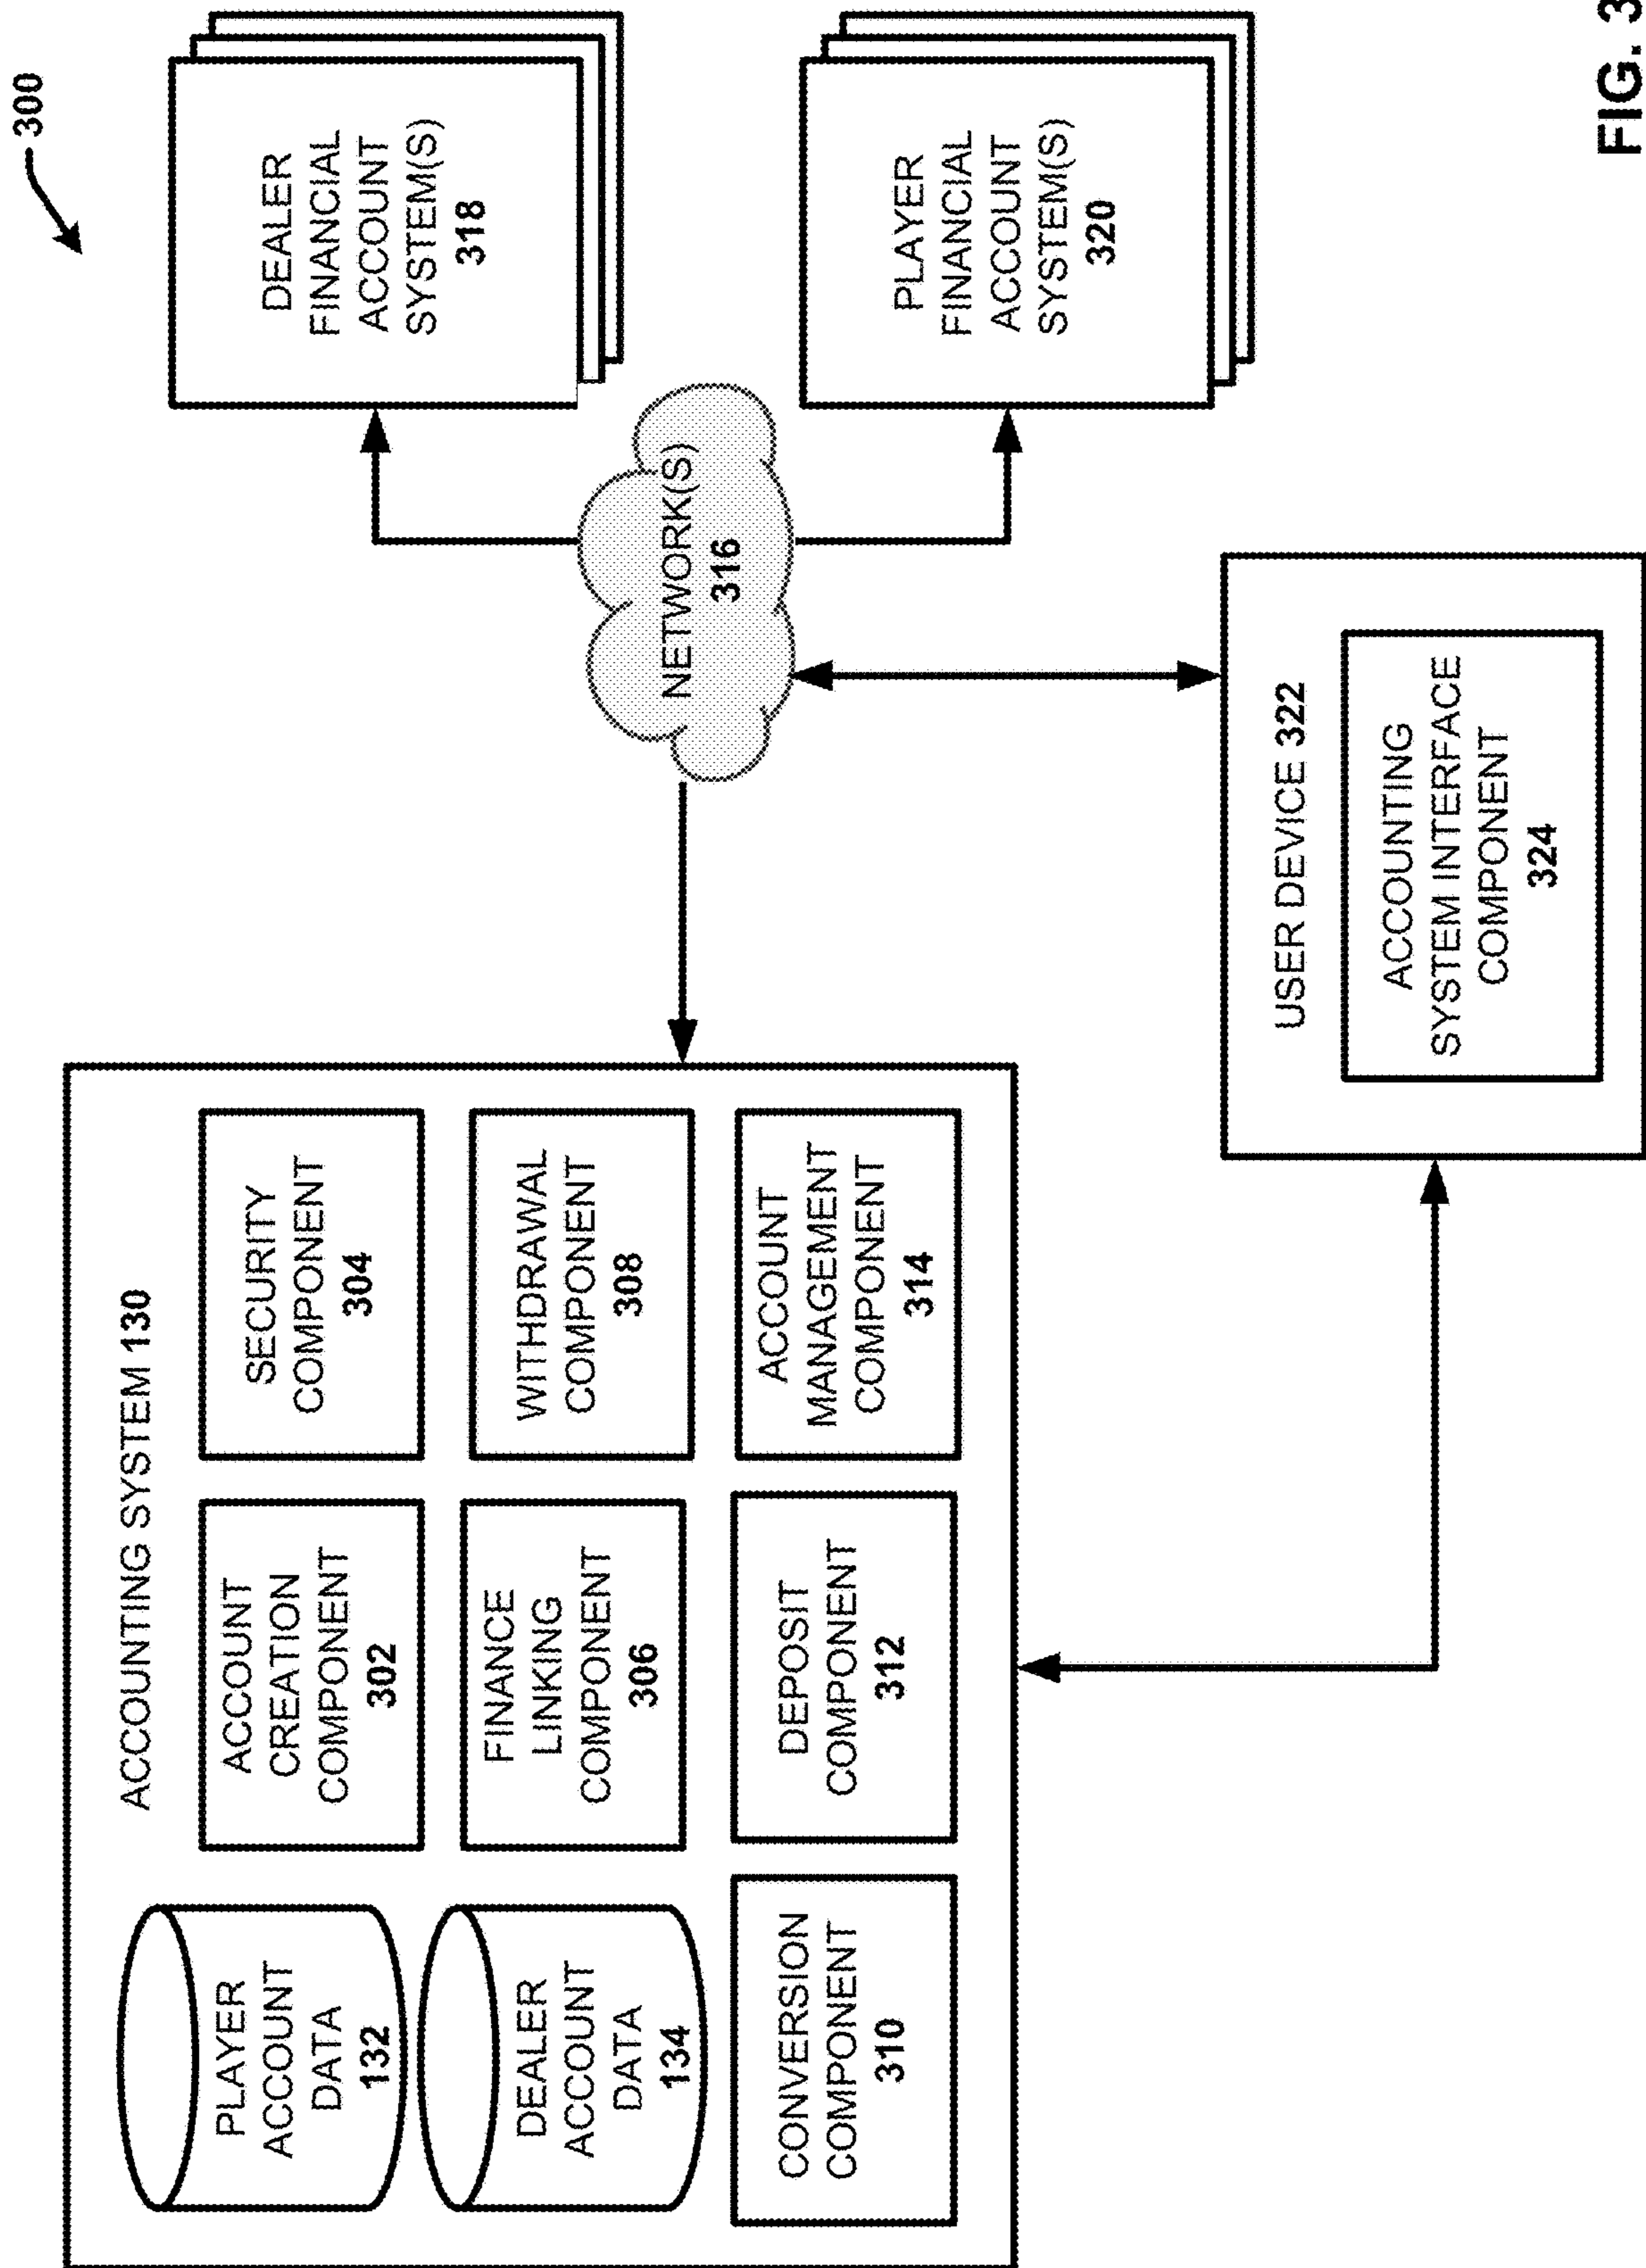 300
ACCOUNTING SYSTEM 130
PLAYER
ACCOUNT
DATA
132
ACCOUNT
CREATION
COMPONENT
302
SECURITY
COMPONENT
304
DEALER
ACCOUNT
DATA
134
FINANCE
LINKING
COMPONENT
306
WITHDRAWAL
COMPONENT
308
CONVERSION
COMPONENT
310
DEPOSIT
COMPONENT
312
ACCOUNT
MANAGEMENT
COMPONENT
314
NETWORK(S)
316
DEALER
FINANCIAL
ACCOUNT
SYSTEM(S)
318
PLAYER
FINANCIAL
ACCOUNT
SYSTEM(S)
320
USER DEVICE 322
ACCOUNTING
SYSTEM INTERFACE
COMPONENT
324
FIG. 3